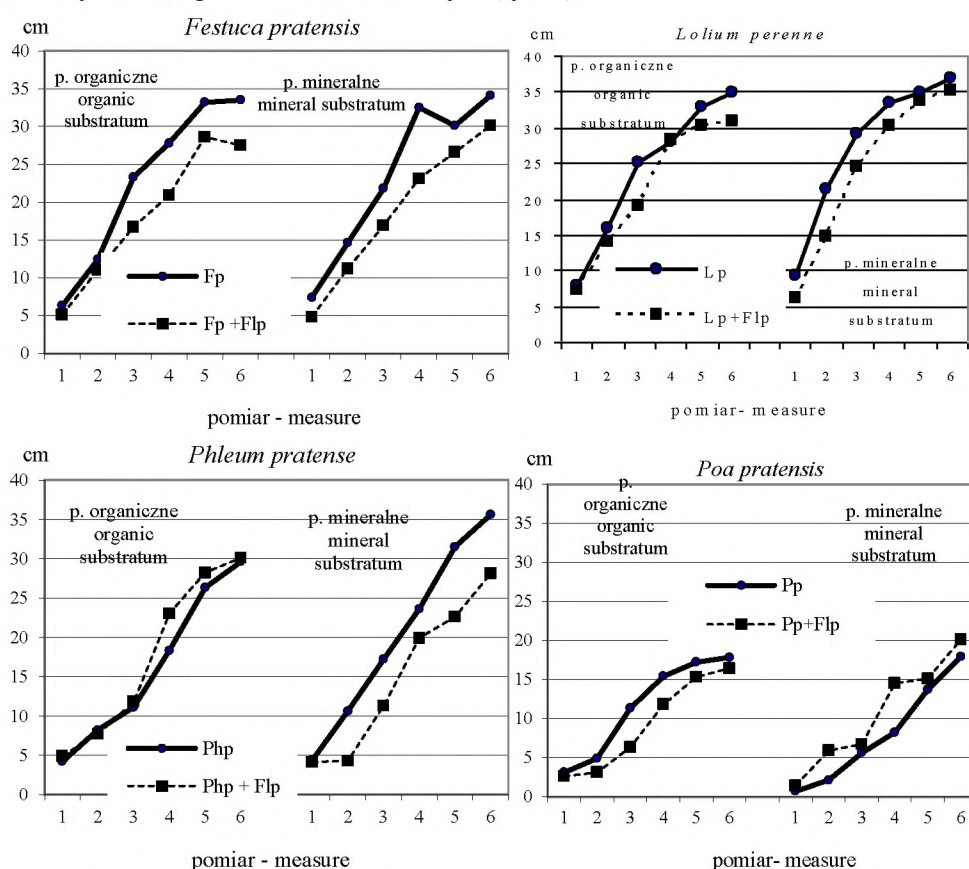 cm
Festuca pratensis
40
35
30
25
20
15
10
5
0
p. organiczne
organic
substratum
p. mineralne
mineral substratum
Fp
Fp +Flp
1 2 3 4 5 6 1 2 3 4 5 6
pomiar - measure
cm
Lolium perenne
40
35
30
25
20
15
10
5
0
p. organiczne
organic
substratum
Lp
Lp+Flp
p. mineralne
mineral
substratum
1 2 3 4 5 6 1 2 3 4 5 6
pomiar- measure
cm
Phleum pratense
40
35
30
25
20
15
10
5
0
p. organiczne
organic
substratum
p. mineralne
mineral
substratum
Php
Php + Flp
1 2 3 4 5 6 1 2 3 4 5 6
pomiar - measure
cm
Poa pratensis
40
35
30
25
20
15
10
5
0
p.
organiczne
organic
substratum
p. mineralne
mineral
substratum
Pp
Pp+Flp
1 2 3 4 5 6 1 2 3 4 5 6
pomiar- measure